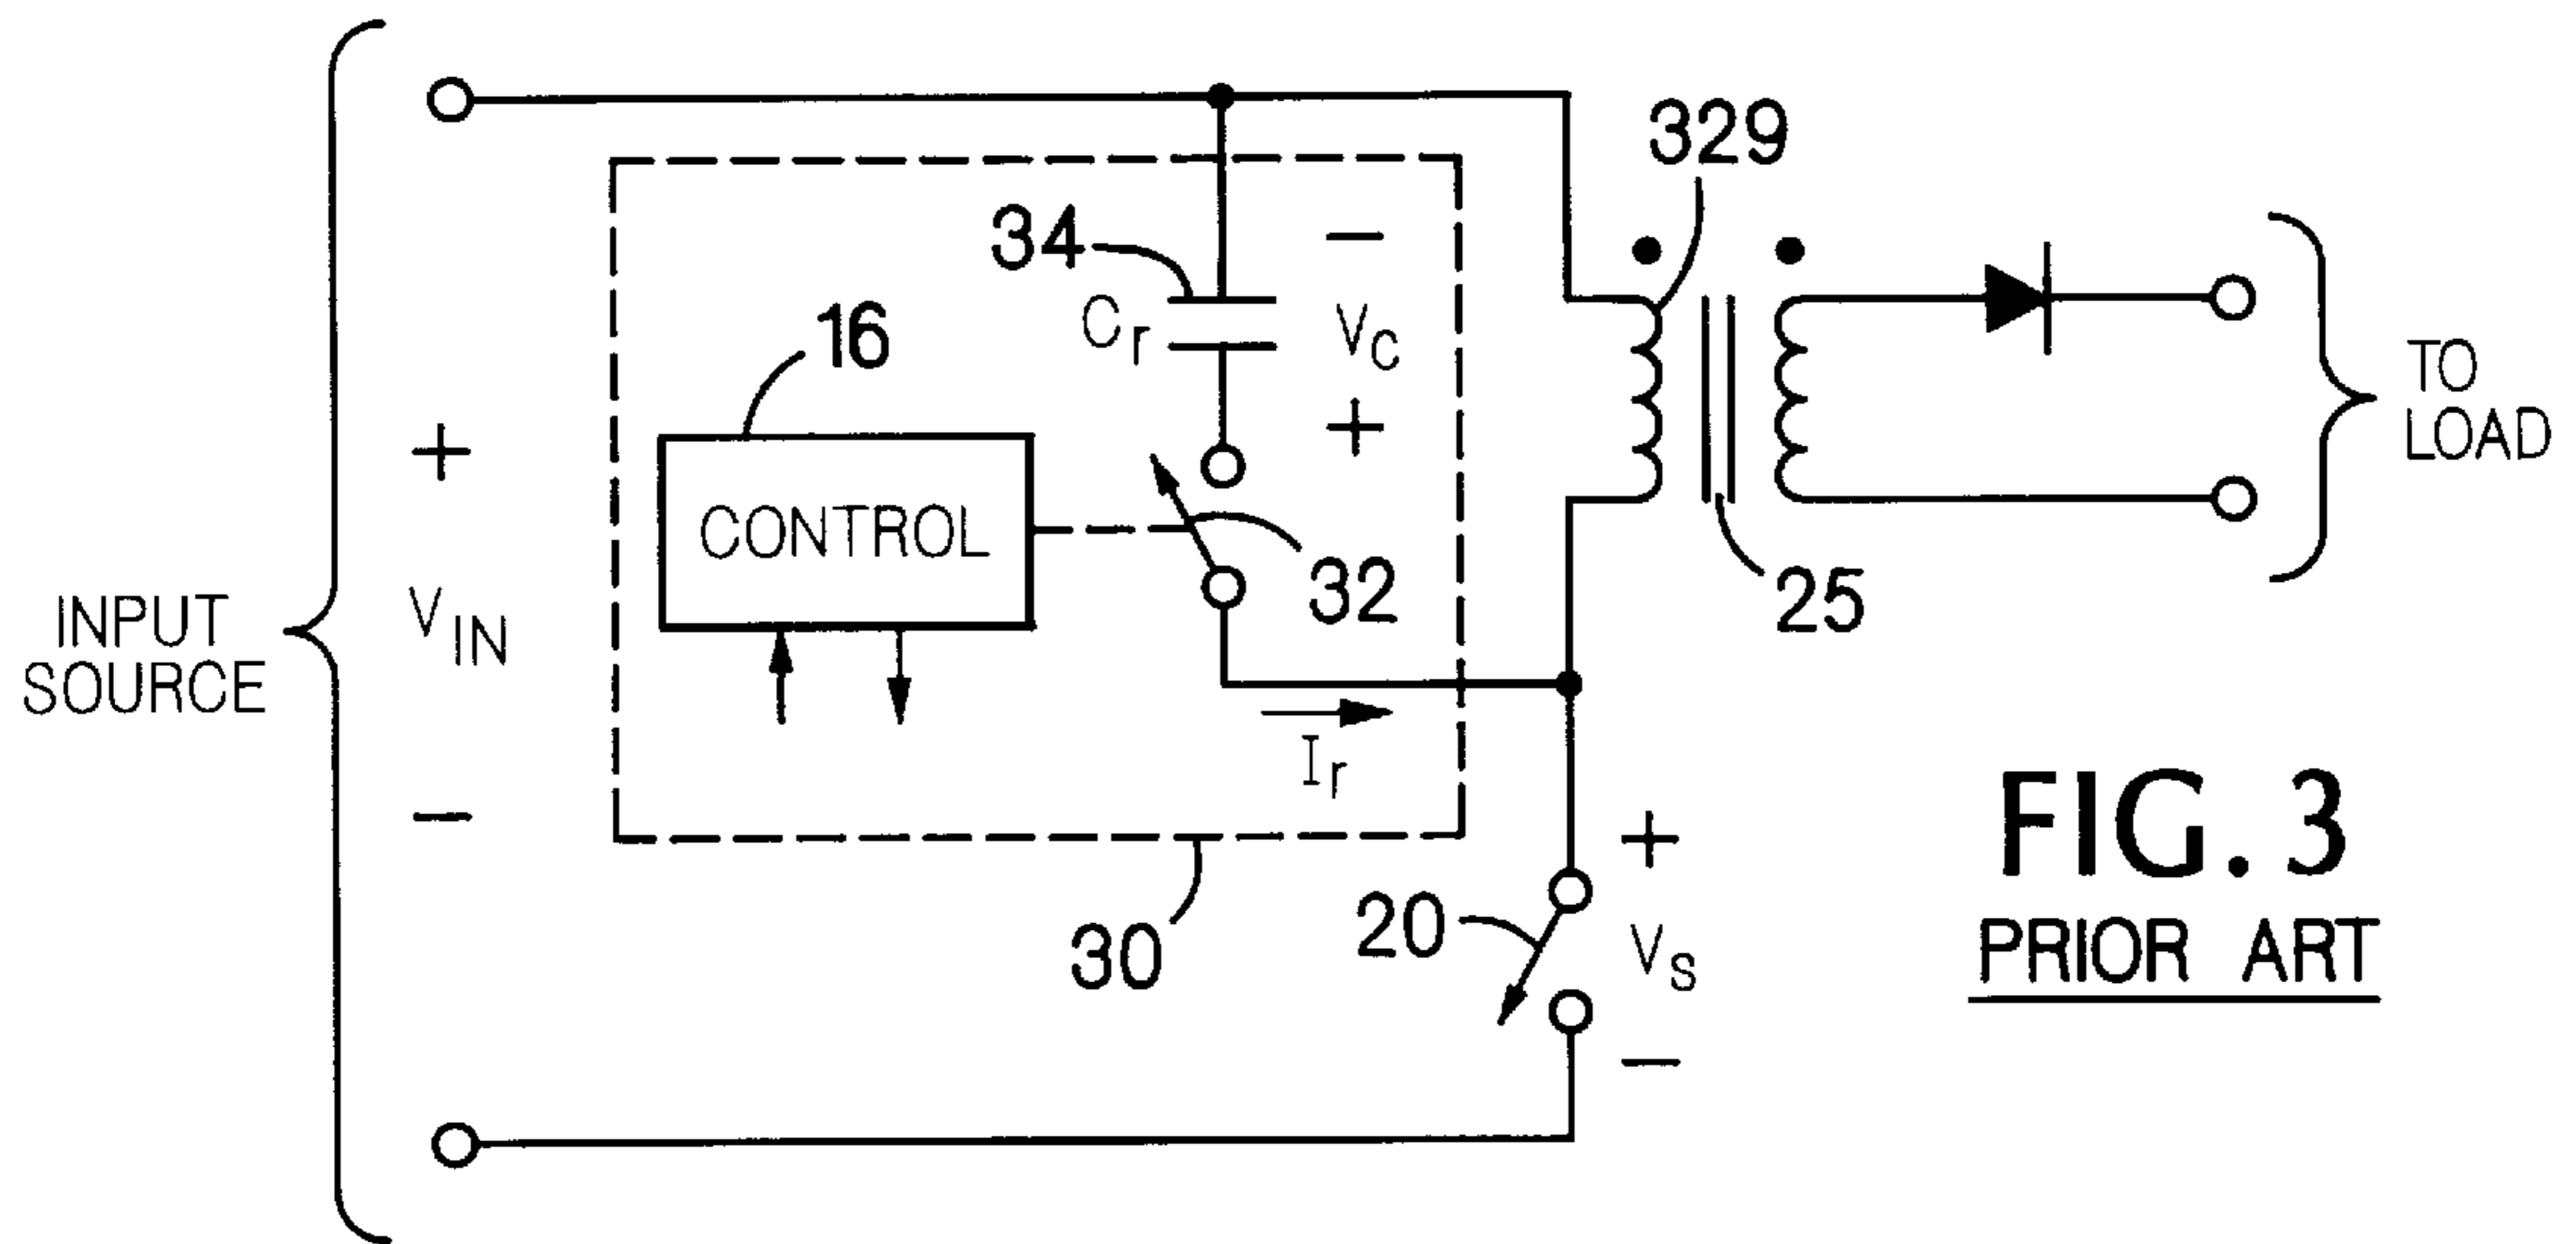 329
34
−
Cr
VC
+
16
CONTROL
32
25
TO
LOAD
+
VIN
−
INPUT
SOURCE
Ir
30
20
+
VS
−
FIG. 3
PRIOR ART